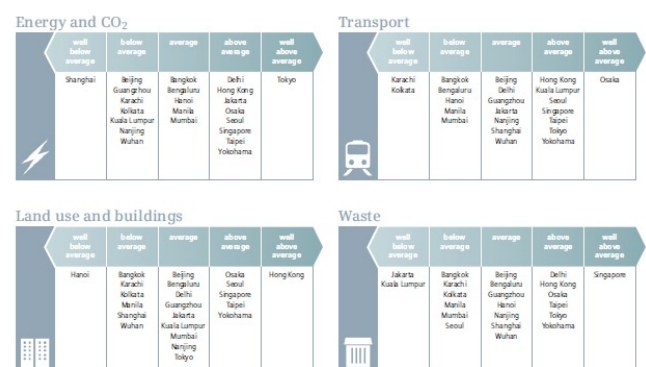 Energy and CO₂
well below average
below average
average
above average
well above average
Shanghai
Beijing
Guangzhou
Karachi
Kolkata
Kuala Lumpur
Nanjing
Wuhan
Bangkok
Bengaluru
Hanoi
Manila
Mumbai
Delhi
Hong Kong
Jakarta
Osaka
Seoul
Singapore
Taipei
Yokohama
Tokyo
Transport
well below average
below average
average
above average
well above average
Karachi
Kolkata
Bangkok
Bengaluru
Hanoi
Manila
Mumbai
Beijing
Delhi
Guangzhou
Jakarta
Nanjing
Shanghai
Wuhan
Hong Kong
Kuala Lumpur
Seoul
Singapore
Taipei
Tokyo
Yokohama
Osaka
Land use and buildings
well below average
below average
average
above average
well above average
Hanoi
Bangkok
Karachi
Kolkata
Manila
Shanghai
Wuhan
Beijing
Bengaluru
Delhi
Guangzhou
Jakarta
Kuala Lumpur
Mumbai
Nanjing
Tokyo
Osaka
Seoul
Singapore
Taipei
Yokohama
Hong Kong
Waste
well below average
below average
average
above average
well above average
Jakarta
Kuala Lumpur
Bangkok
Karachi
Kolkata
Manila
Mumbai
Seoul
Beijing
Bengaluru
Guangzhou
Hanoi
Nanjing
Shanghai
Wuhan
Delhi
Hong Kong
Osaka
Taipei
Tokyo
Yokohama
Singapore